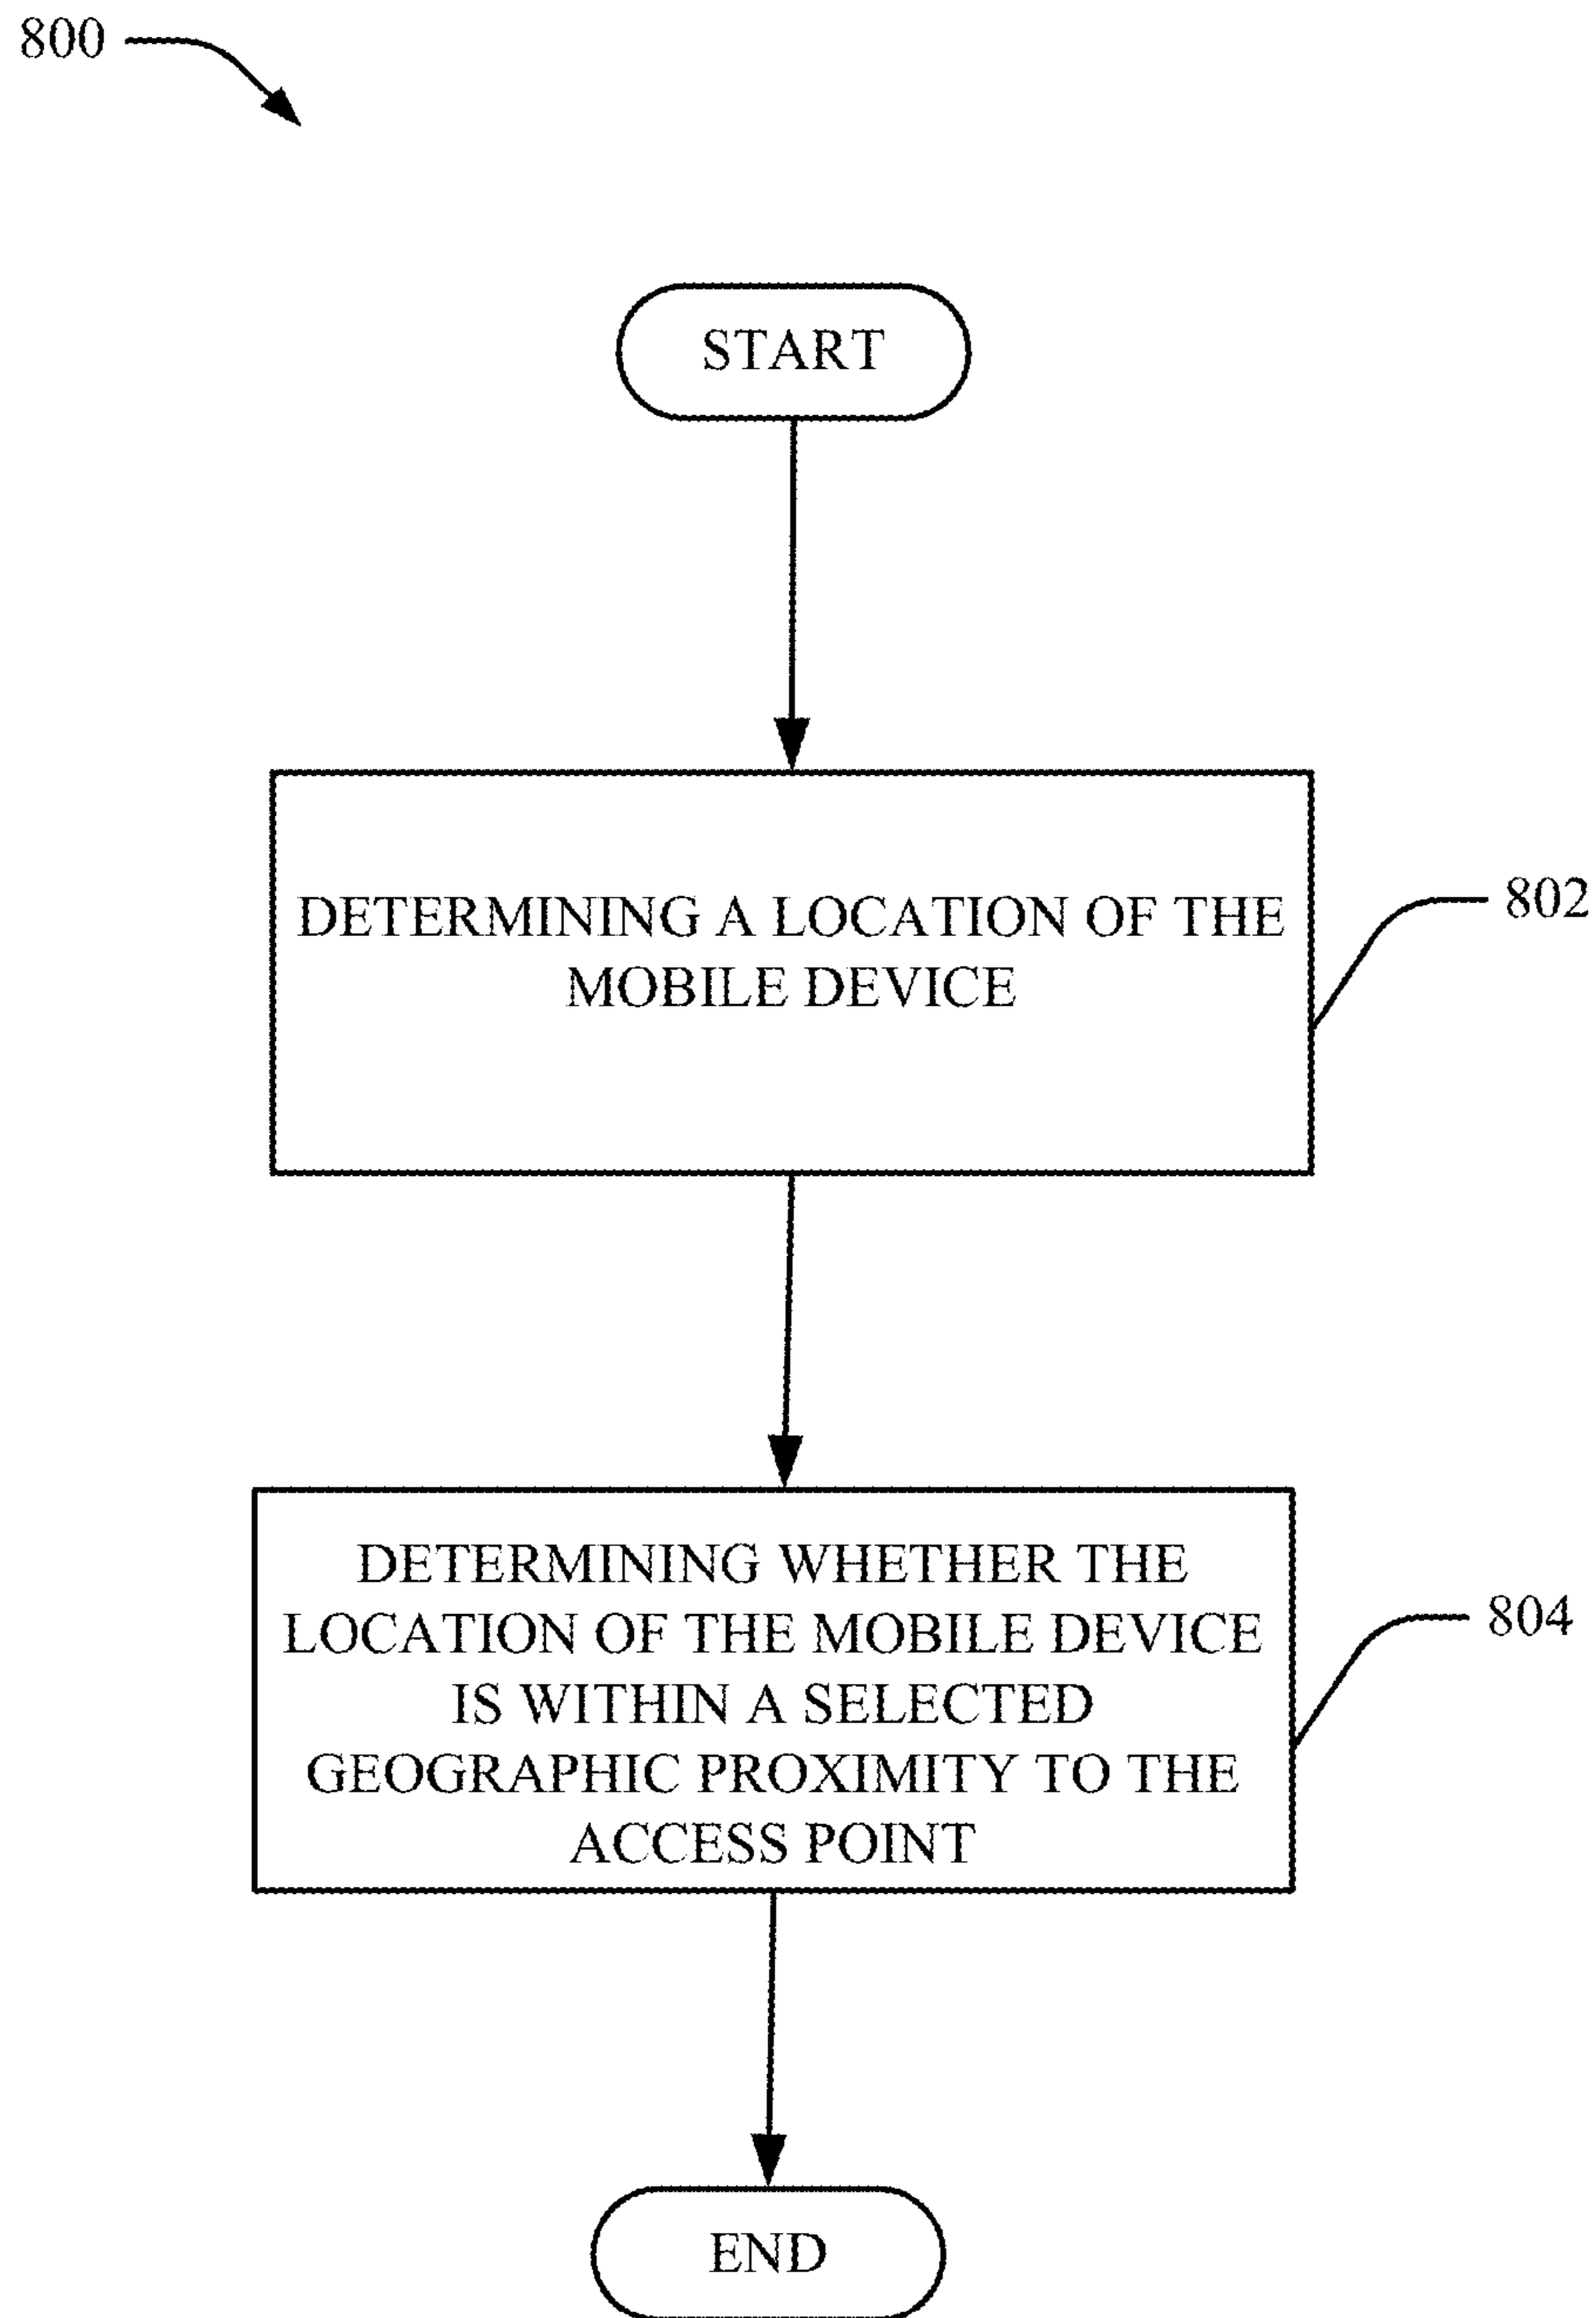 800
START
DETERMINING A LOCATION OF THE
MOBILE DEVICE
802
DETERMINING WHETHER THE
LOCATION OF THE MOBILE DEVICE
IS WITHIN A SELECTED
GEOGRAPHIC PROXIMITY TO THE
ACCESS POINT
804
END